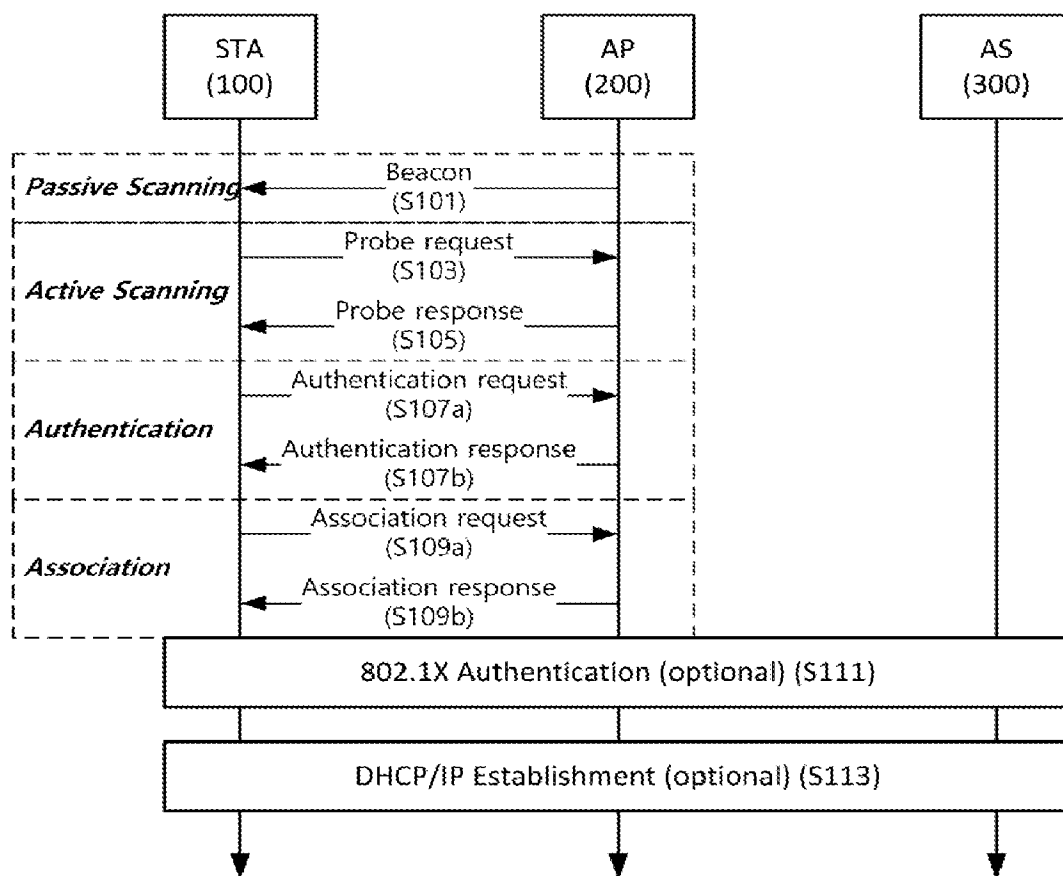 STA
(100)
AP
(200)
AS
(300)
Passive Scanning
Beacon
(S101)
Active Scanning
Probe request
(S103)
Probe response
(S105)
Authentication
Authentication request
(S107a)
Authentication response
(S107b)
Association
Association request
(S109a)
Association response
(S109b)
802.1X Authentication (optional) (S111)
DHCP/IP Establishment (optional) (S113)